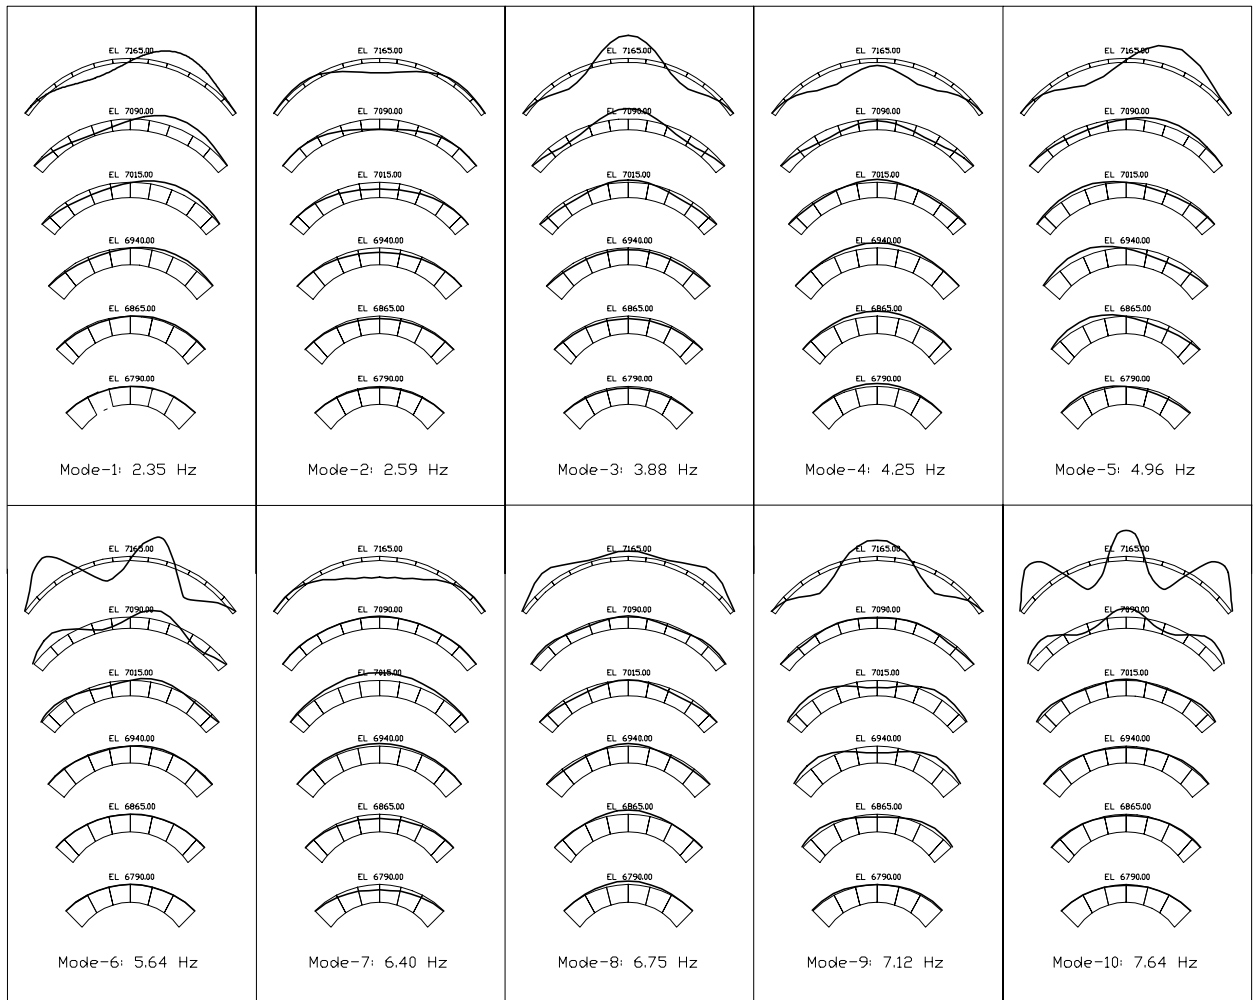 EL 7165.00
EL 7090.00
EL 7015.00
EL 6940.00
EL 6865.00
EL 6790.00
Mode-1: 2.35 Hz
EL 7165.00
EL 7090.00
EL 7015.00
EL 6940.00
EL 6865.00
EL 6790.00
Mode-2: 2.59 Hz
EL 7165.00
EL 7090.00
EL 7015.00
EL 6940.00
EL 6865.00
EL 6790.00
Mode-3: 3.88 Hz
EL 7165.00
EL 7090.00
EL 7015.00
EL 6940.00
EL 6865.00
EL 6790.00
Mode-4: 4.25 Hz
EL 7165.00
EL 7090.00
EL 7015.00
EL 6940.00
EL 6865.00
EL 6790.00
Mode-5: 4.96 Hz
EL 7165.00
EL 7090.00
EL 7015.00
EL 6940.00
EL 6865.00
EL 6790.00
Mode-6: 5.64 Hz
EL 7165.00
EL 7090.00
EL 7015.00
EL 6940.00
EL 6865.00
EL 6790.00
Mode-7: 6.40 Hz
EL 7165.00
EL 7090.00
EL 7015.00
EL 6940.00
EL 6865.00
EL 6790.00
Mode-8: 6.75 Hz
EL 7165.00
EL 7090.00
EL 7015.00
EL 6940.00
EL 6865.00
EL 6790.00
Mode-9: 7.12 Hz
EL 7165.00
EL 7090.00
EL 7015.00
EL 6940.00
EL 6865.00
EL 6790.00
Mode-10: 7.64 Hz